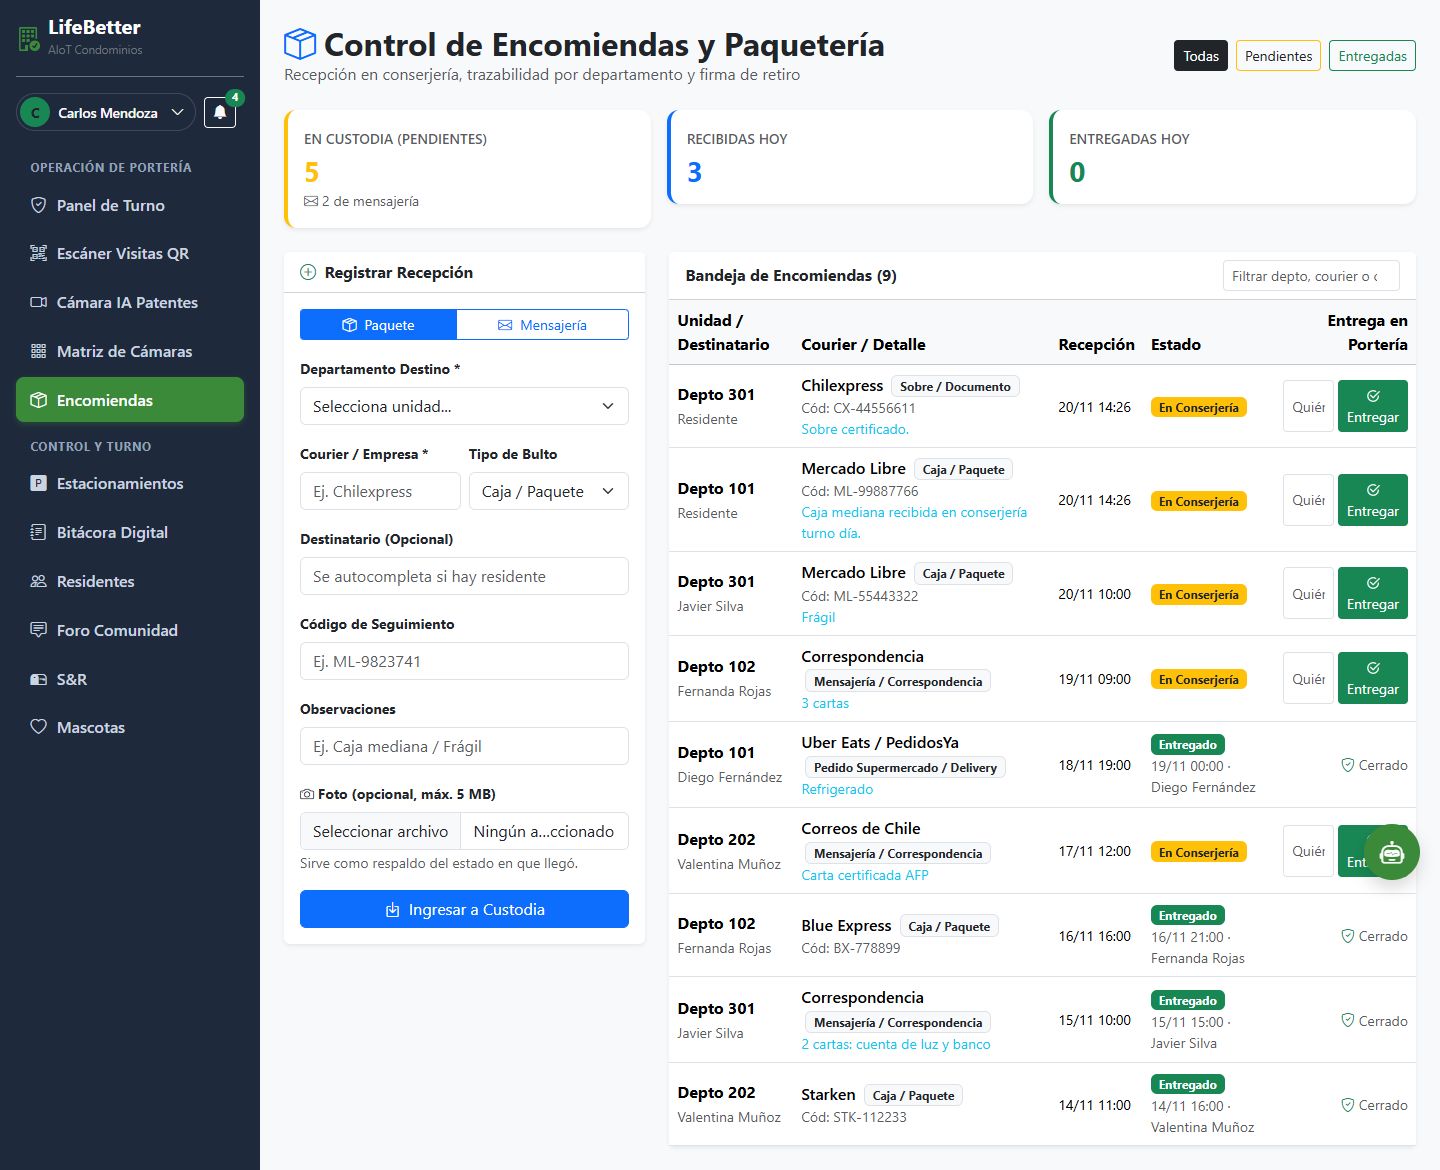 LifeBetter
AIoT Condominios
C
Carlos Mendoza
4
OPERACIÓN DE PORTERÍA
Panel de Turno
Escáner Visitas QR
Cámara IA Patentes
Matriz de Cámaras
Encomiendas
CONTROL Y TURNO
P
Estacionamientos
Bitácora Digital
Residentes
Foro Comunidad
S&R
Mascotas
Control de Encomiendas y Paquetería
Recepción en conserjería, trazabilidad por departamento y firma de retiro
Todas
Pendientes
Entregadas
EN CUSTODIA (PENDIENTES)
5
2 de mensajería
RECIBIDAS HOY
3
ENTREGADAS HOY
0
Registrar Recepción
Paquete
Mensajería
Departamento Destino *
Selecciona unidad...
Courier / Empresa *
Tipo de Bulto
Ej. Chilexpress
Caja / Paquete
Destinatario (Opcional)
Se autocompleta si hay residente
Código de Seguimiento
Ej. ML-9823741
Observaciones
Ej. Caja mediana / Frágil
Foto (opcional, máx. 5 MB)
Seleccionar archivo
Ningún a...ccionado
Sirve como respaldo del estado en que llegó.
Ingresar a Custodia
Bandeja de Encomiendas (9)
Filtrar depto, courier o c
Unidad / Destinatario
Courier / Detalle
Recepción
Estado
Entrega en Portería
Depto 301
Residente
Chilexpress
Sobre / Documento
Cód: CX-44556611
Sobre certificado.
20/11 14:26
En Conserjería
Quiér
Entregar
Depto 101
Residente
Mercado Libre
Caja / Paquete
Cód: ML-99887766
Caja mediana recibida en conserjería
turno día.
20/11 14:26
En Conserjería
Quiér
Entregar
Depto 301
Javier Silva
Mercado Libre
Caja / Paquete
Cód: ML-55443322
Frágil
20/11 10:00
En Conserjería
Quiér
Entregar
Depto 102
Fernanda Rojas
Correspondencia
Mensajería / Correspondencia
3 cartas
19/11 09:00
En Conserjería
Quiér
Entregar
Depto 101
Diego Fernández
Uber Eats / PedidosYa
Pedido Supermercado / Delivery
Refrigerado
18/11 19:00
Entregado
19/11 00:00 ·
Diego Fernández
Cerrado
Depto 202
Valentina Muñoz
Correos de Chile
Mensajería / Correspondencia
Carta certificada AFP
17/11 12:00
En Conserjería
Quiér
Ent
Depto 102
Fernanda Rojas
Blue Express
Caja / Paquete
Cód: BX-778899
16/11 16:00
Entregado
16/11 21:00 ·
Fernanda Rojas
Cerrado
Depto 301
Javier Silva
Correspondencia
Mensajería / Correspondencia
2 cartas: cuenta de luz y banco
15/11 10:00
Entregado
15/11 15:00 ·
Javier Silva
Cerrado
Depto 202
Valentina Muñoz
Starken
Caja / Paquete
Cód: STK-112233
14/11 11:00
Entregado
14/11 16:00 ·
Valentina Muñoz
Cerrado